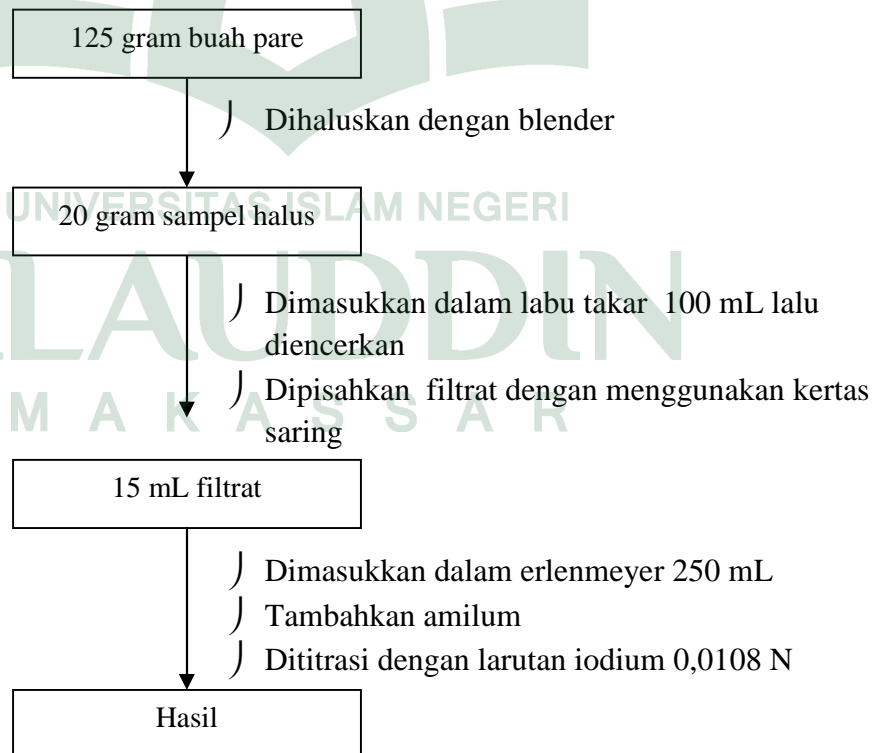 125 gram buah pare
Dihaluskan dengan blender
UNIVERSITAS ISLAM NEGERI
20 gram sampel halus
ALAUDDIN
Dimasukkan dalam labu takar 100 mL lalu
diencerkan
Dipisahkan filtrat dengan menggunakan kertas
MAKASSAR
saring
15 mL filtrat
Dimasukkan dalam erlenmeyer 250 mL
Tambahkan amilum
Dititrasi dengan larutan iodium 0,0108 N
Hasil